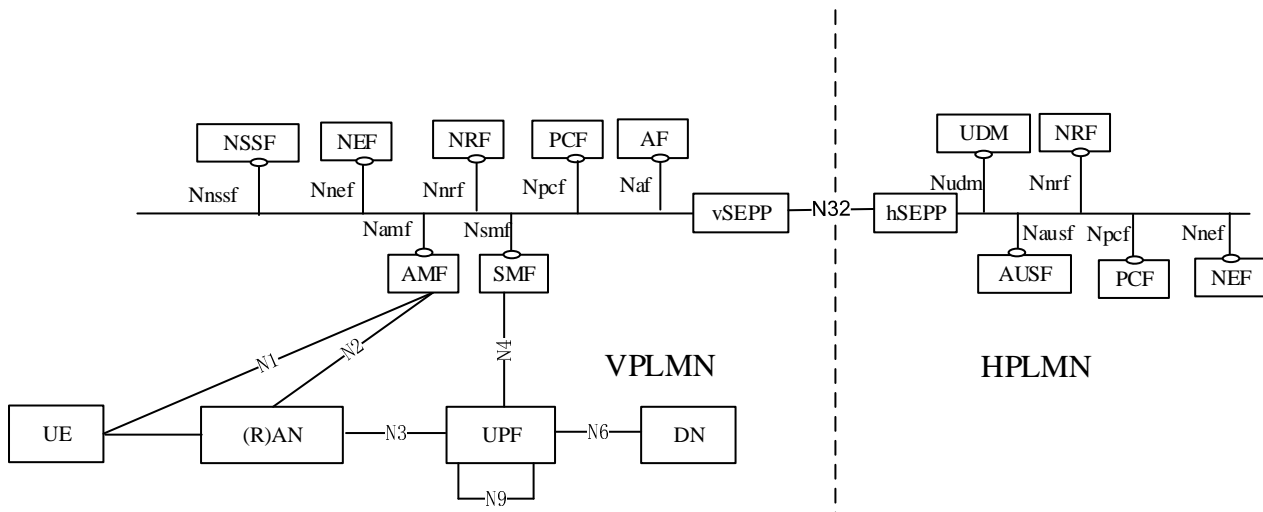 NSSF
NEF
NRF
PCF
AF
UDM
NRF
Nnssf
Nnef
Nnrf
Npcf
Naf
Nudm
Nnrf
vSEPP
N32
hSEPP
Namf
Nsmf
Nausf
Npcf
Nnef
AMF
SMF
AUSF
PCF
NEF
N1
N2
N4
VPLMN
HPLMN
UE
(R)AN
N3
UPF
N6
DN
N9